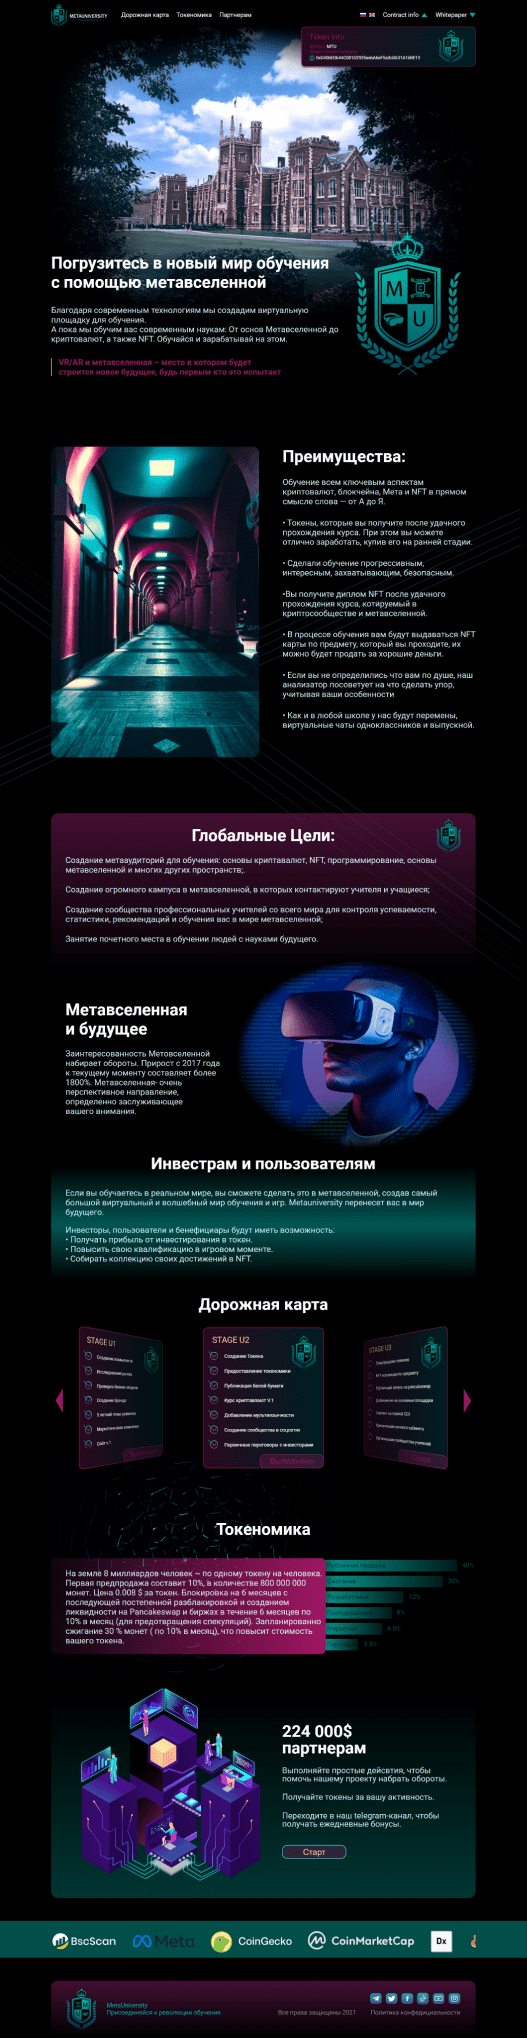 METAUNIVERSITY
Дорожная карта Токеномика Партнерам
Contract info Whitepaper
Token info
MTU
Погрузитесь в новый мир обучения
с помощью метавселенной
Благодаря современным технологиям мы создадим виртуальную
площадку для обучения.
А пока мы обучим вас современным наукам: От основ Метавселенной до
криптовалют, а также NFT. Обучайся и зарабатывай на этом.
VR/AR и метавселенная – место в котором будет
строится новое будущее, будь первым кто это испытает
M
U
Преимущества:
Обучение всем ключевым аспектам
криптовалют, блокчейна, Мета и NFT в прямом
смысле слова — от А до Я.
• Токены, которые вы получите после удачного
прохождения курса. При этом вы можете
отлично заработать, купив его на ранней стадии.
• Сделали обучение прогрессивным,
интересным, захватывающим, безопасным.
•Вы получите диплом NFT после удачного
прохождения курса, котируемый в
криптосообществе и метавселенной.
• В процессе обучения вам будут выдаваться NFT
карты по предмету, который вы проходите, их
можно будет продать за хорошие деньги.
• Если вы не определились что вам по душе, наш
анализатор посоветует на что сделать упор,
учитывая ваши особенности
• Как и в любой школе у нас будут перемены,
виртуальные чаты одноклассников и выпускной.
Глобальные Цели:
Создание метааудиторий для обучения: основы криптавалют, NFT, программирование, основы
метавселенной и многих других пространств;.
Создание огромного кампуса в метавселенной, в которых контактируют учителя и учащиеся;
Создание сообщества профессиональных учителей со всего мира для контроля успеваемости,
статистики, рекомендаций и обучения вас в мире метавселенной;
Занятие почетного места в обучении людей с науками будущего.
Метавселенная
и будущее
Заинтересованность Метовселенной
набирает обороты. Прирост с 2017 года
к текущему моменту составляет более
1800%. Метавселенная- очень
перспективное направление,
определенно заслуживающее
вашего внимания.
Инвестрам и пользователям
Если вы обучаетесь в реальном мире, вы сможете сделать это в метавселенной, создав самый
большой виртуальный и волшебный мир обучения и игр. Metauniversity перенесет вас в мир
будущего.
Инвесторы, пользователи и бенефициары будут иметь возможность:
• Получать прибыль от инвестирования в токен.
• Повысить свою квалификацию в игровом моменте.
• Собирать коллекцию своих достижений в NFT.
Дорожная карта
STAGE U1
Создание комьюнити
Исследования рынка
Проверка бизнес модели
Создание Бренда
5 летний план развития
Маркетинговая кампания
Сайт v.1
STAGE U2
Создание Токена
Предоставление токеномики
Публикация белой бумаги
Курс криптовалют V.1
Добавление мультиязычности
Создание сообщества в соцсетях
Первичные переговоры с инвесторами
Выполнено
STAGE U3
Токеномика
На земле 8 миллиардов человек ~ по одному токену на человека.
Первая предпродажа составит 10%, в количестве 800 000 000
монет. Цена 0.008 $ за токен. Блокировка на 6 месяцев с
последующей постепенной разблокировкой и созданием
ликвидности на Pancakeswap и биржах в течение 6 месяцев по
10% в месяц (для предотвращения спекуляций). Запланированно
сжигание 30 % монет ( по 10% в месяц), что повысит стоимость
вашего токена.
Публичная продажа 40%
Сжигание 30%
12%
8%
Маркетинг 6.5%
3.5%
224 000$
партнерам
Выполняйте простые дейсвтия, чтобы
помочь нашему проекту набрать обороты.
Получайте токены за вашу активность.
Переходите в наш telegram-канал, чтобы
получать ежедневные бонусы.
Старт
BscScan Meta CoinGecko CoinMarketCap Dx
MetaUniversity
Присоединяйся к революции обучения
Все права защищены 2021 Политика конфедициальности